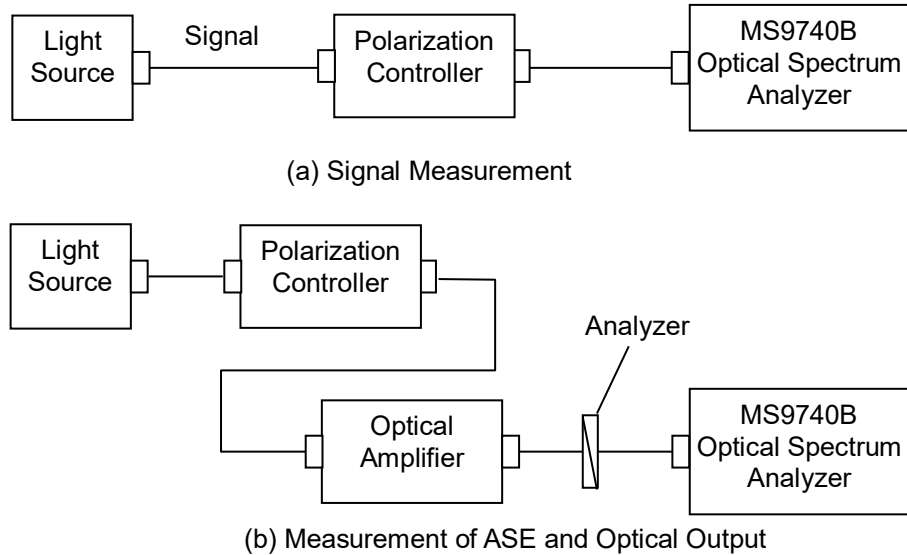 Light
Source
Signal
Polarization
Controller
MS9740B
Optical Spectrum
Analyzer
(a) Signal Measurement
Light
Source
Polarization
Controller
Analyzer
Optical
Amplifier
MS9740B
Optical Spectrum
Analyzer
(b) Measurement of ASE and Optical Output